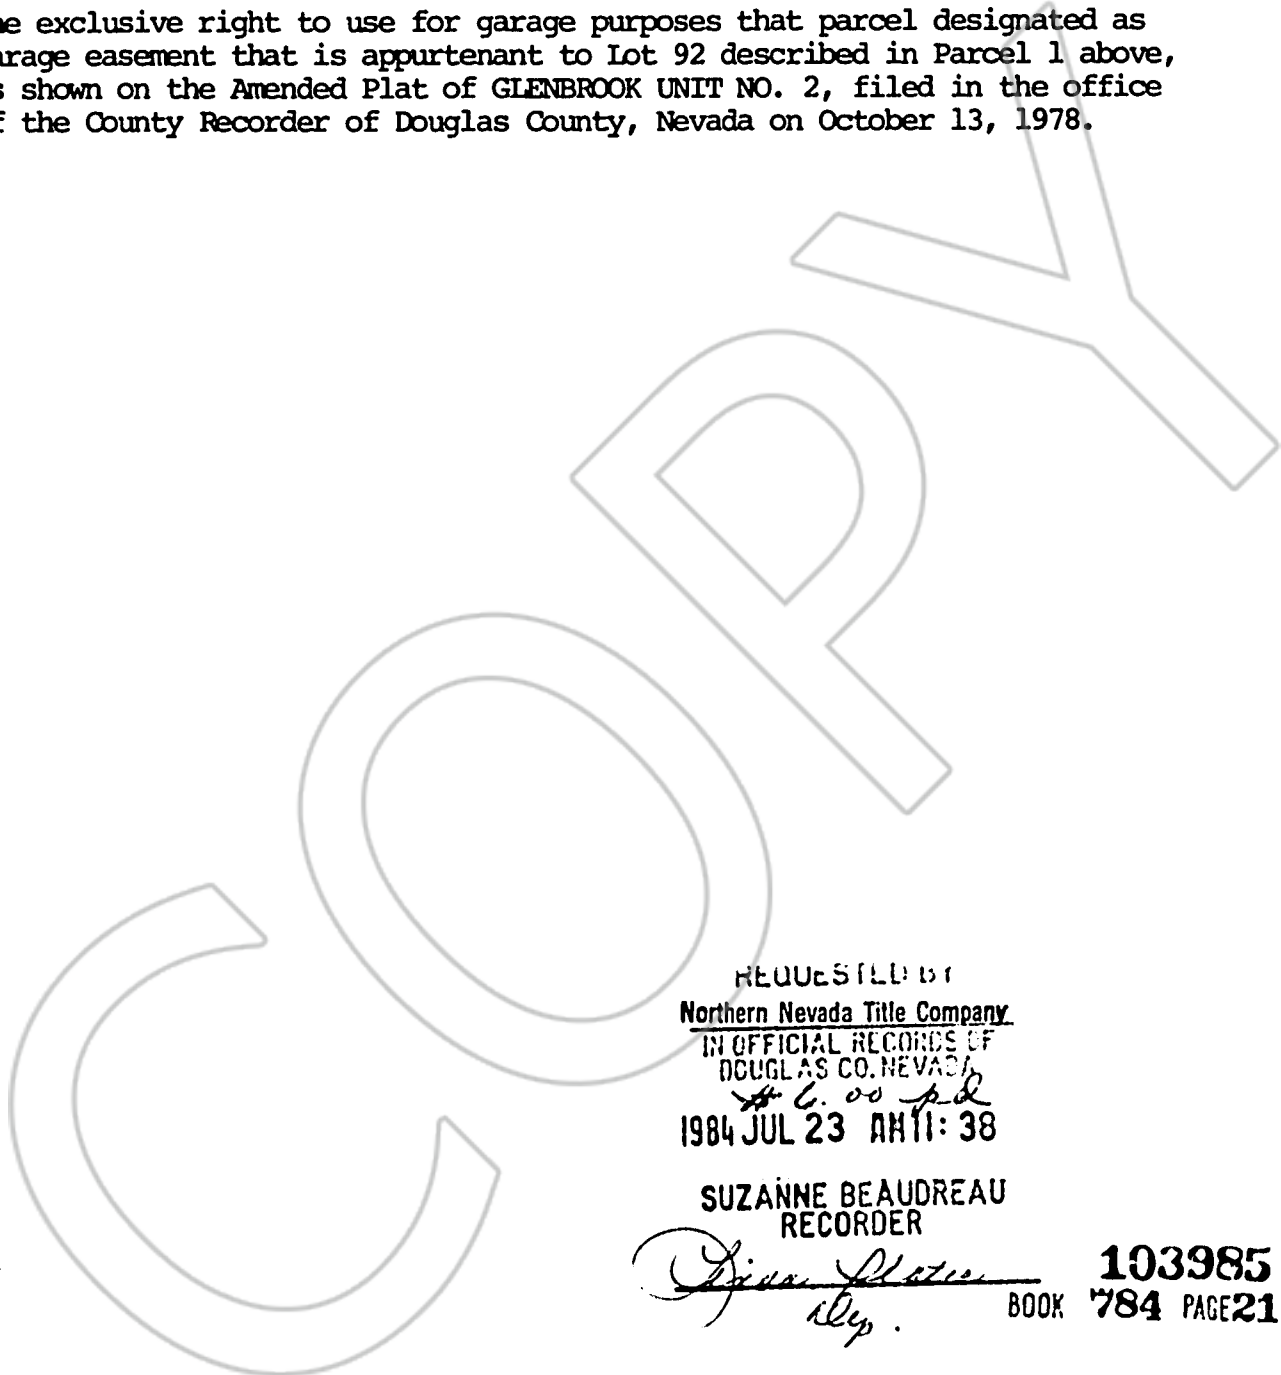 e exclusive right to use for garage purposes that parcel designated as
rage easement that is appurtenant to Lot 92 described in Parcel 1 above,
s shown on the Amended Plat of GLENBROOK UNIT NO. 2, filed in the office
f the County Recorder of Douglas County, Nevada on October 13, 1978.
COPY
REQUESTED BY
Northern Nevada Title Company
IN OFFICIAL RECORDS OF
DOUGLAS CO. NEVADA
6.00 pd
1984 JUL 23 AM 11: 38
SUZANNE BEAUDREAU
RECORDER
Dep.
103985
BOOK 784 PAGE21